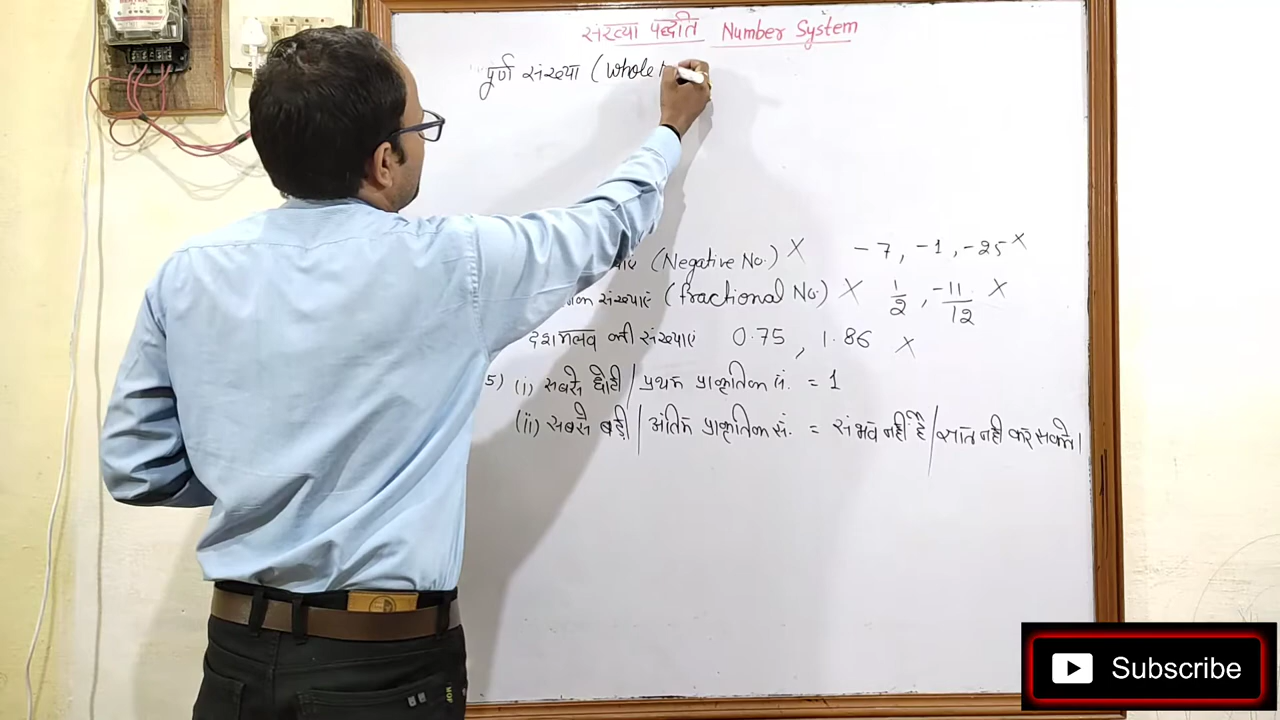 संख्या पद्धति Number System
पूर्ण संख्या (Whole
(Negative No.) X -7, -1, -25 X
संख्याएं (fractional No.) X 1/2, -11/12 X
दशमलव की संख्याएं 0.75, 1.86 X
5) (i) सबसे छोटी/प्रथम प्राकृतिक सं. = 1
(ii) सबसे बड़ी/अंतिम प्राकृतिक सं. = संभव नहीं है/ज्ञात नहीं कर सकते।
Subscribe